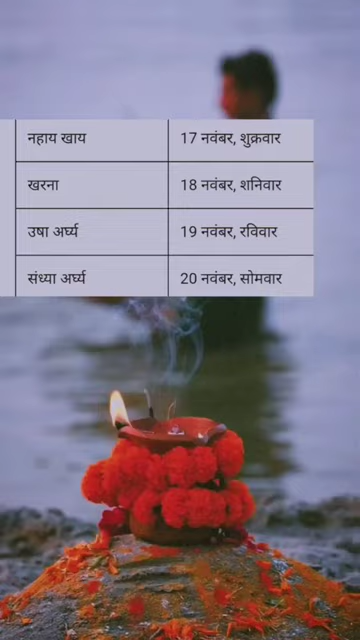 नहाय खाय 17 नवंबर, शुक्रवार
खरना 18 नवंबर, शनिवार
उषा अर्घ्य 19 नवंबर, रविवार
संध्या अर्घ्य 20 नवंबर, सोमवार